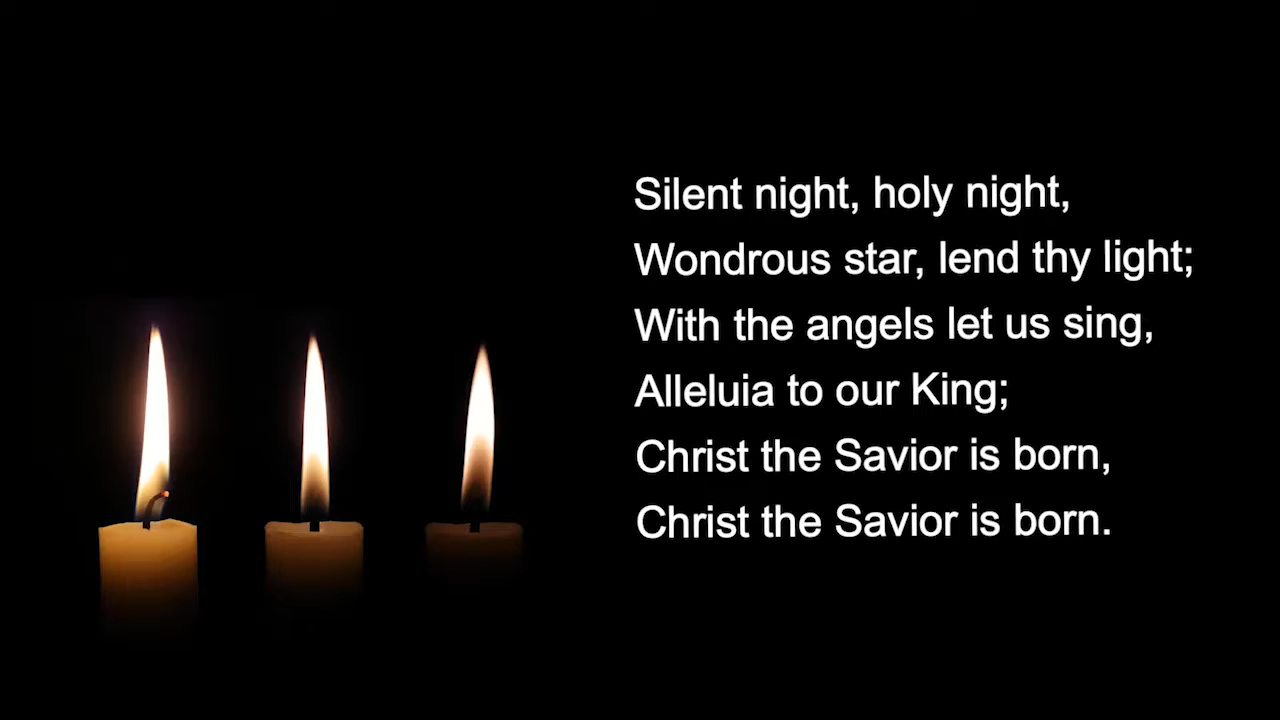 Silent night, holy night,
Wondrous star, lend thy light;
With the angels let us sing,
Alleluia to our King;
Christ the Savior is born,
Christ the Savior is born.